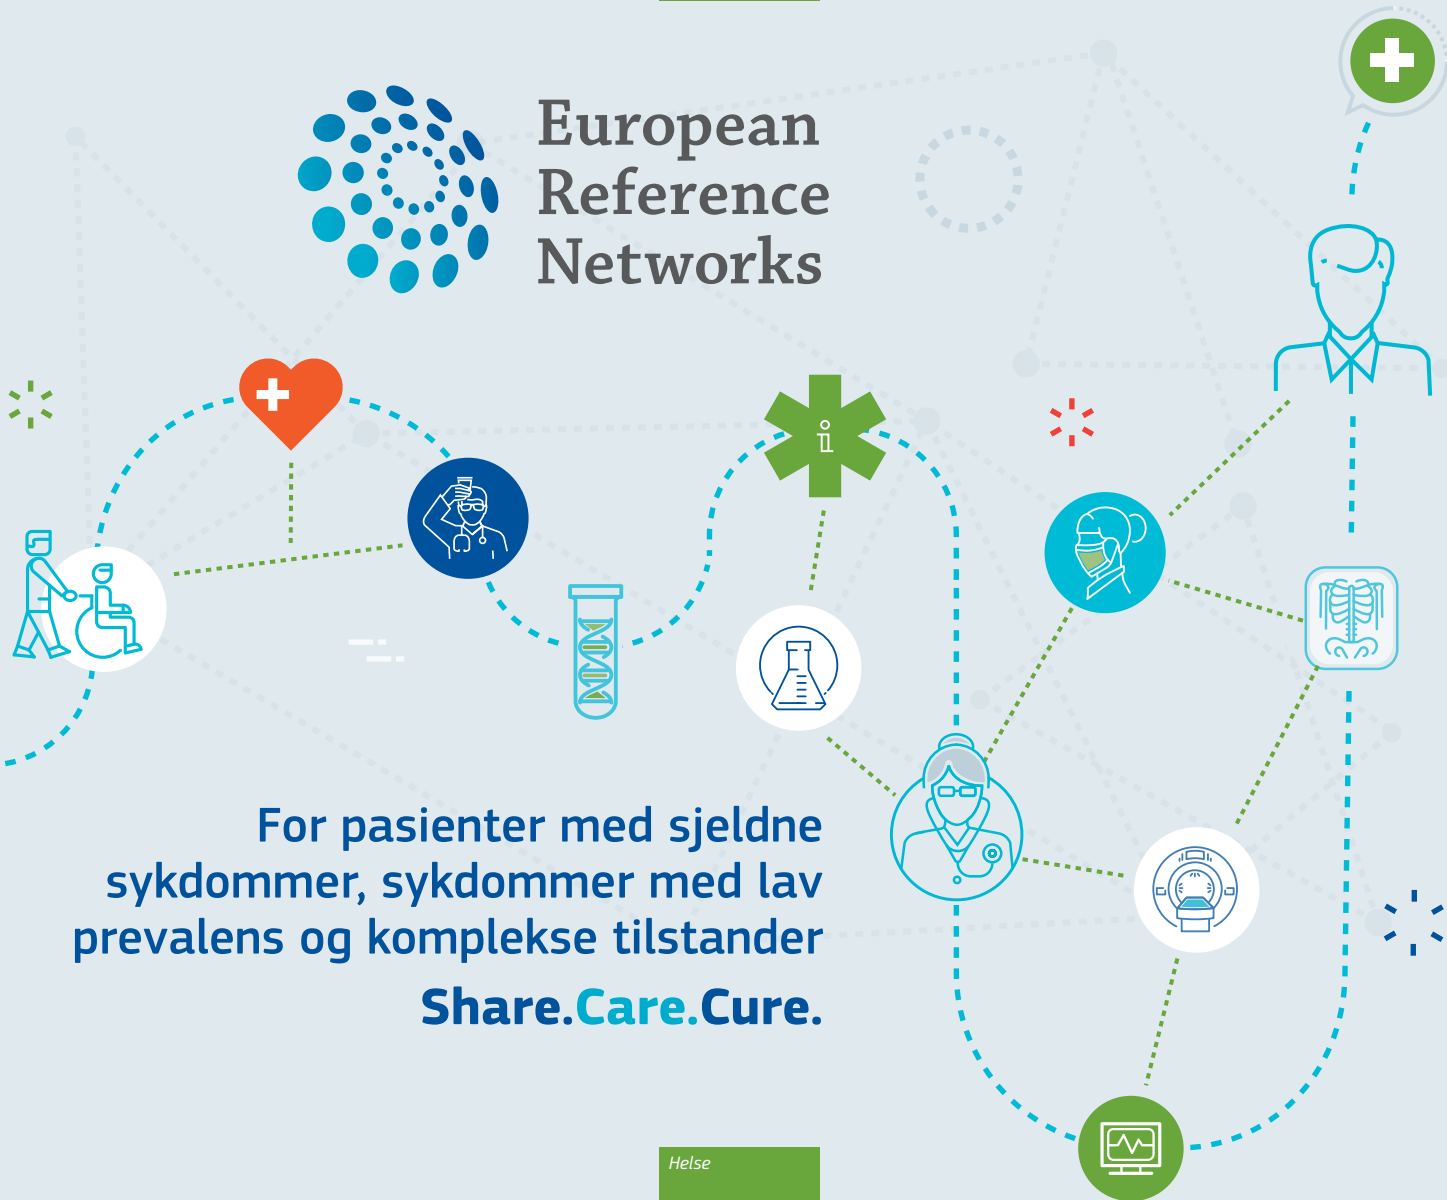 European
Reference
Networks
i
For pasienter med sjeldne
sykdommer, sykdommer med lav
prevalens og komplekse tilstander
Share.Care.Cure.
Helse